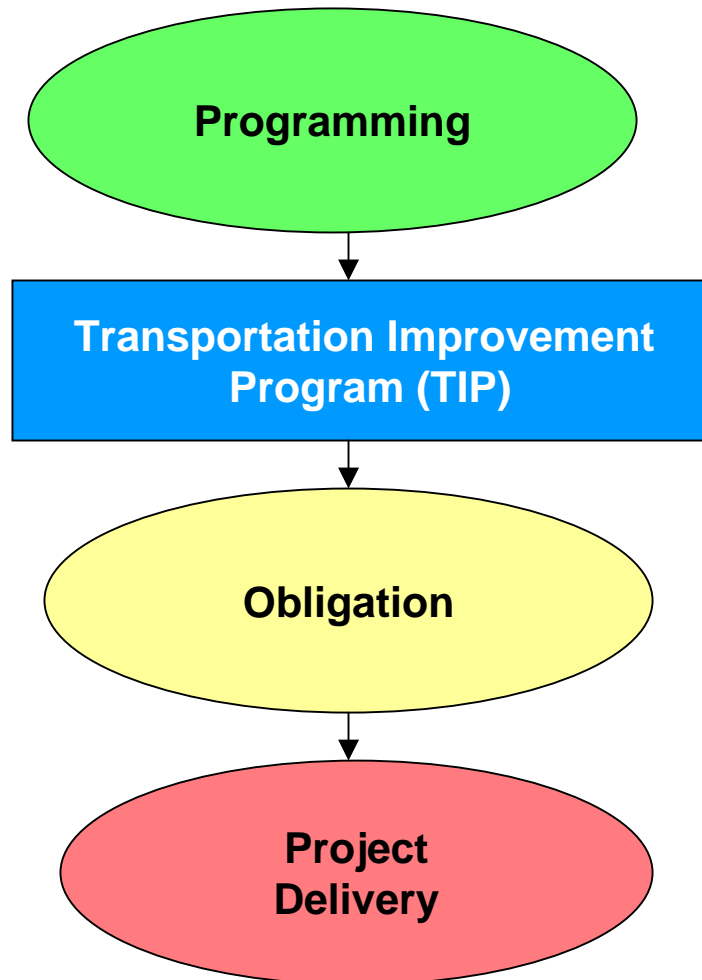 Programming
Transportation Improvement
Program (TIP)
Obligation
Project
Delivery